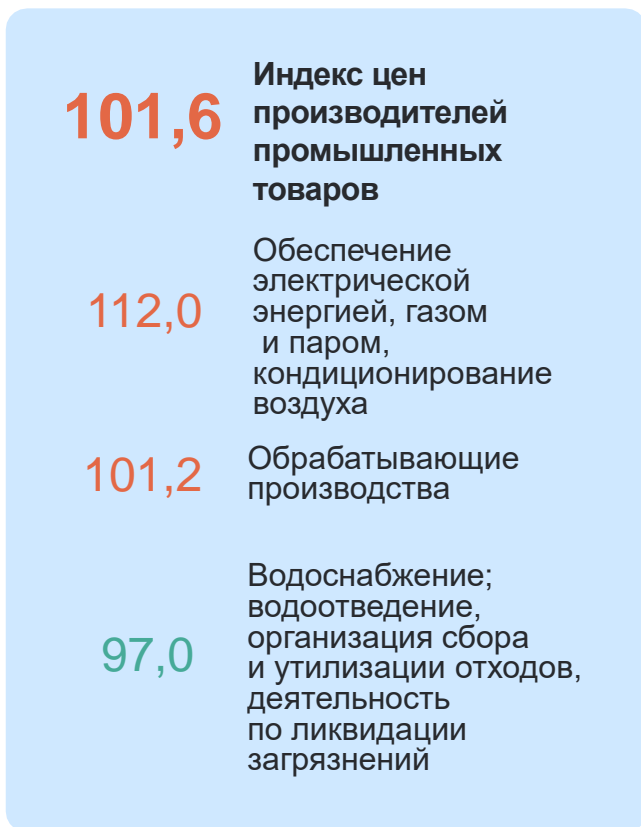 101,6
Индекс цен
производителей
промышленных
товаров
112,0
Обеспечение
электрической
энергией, газом
и паром,
кондиционирование
воздуха
101,2
Обрабатывающие
производства
97,0
Водоснабжение;
водоотведение,
организация сбора
и утилизации отходов,
деятельность
по ликвидации
загрязнений